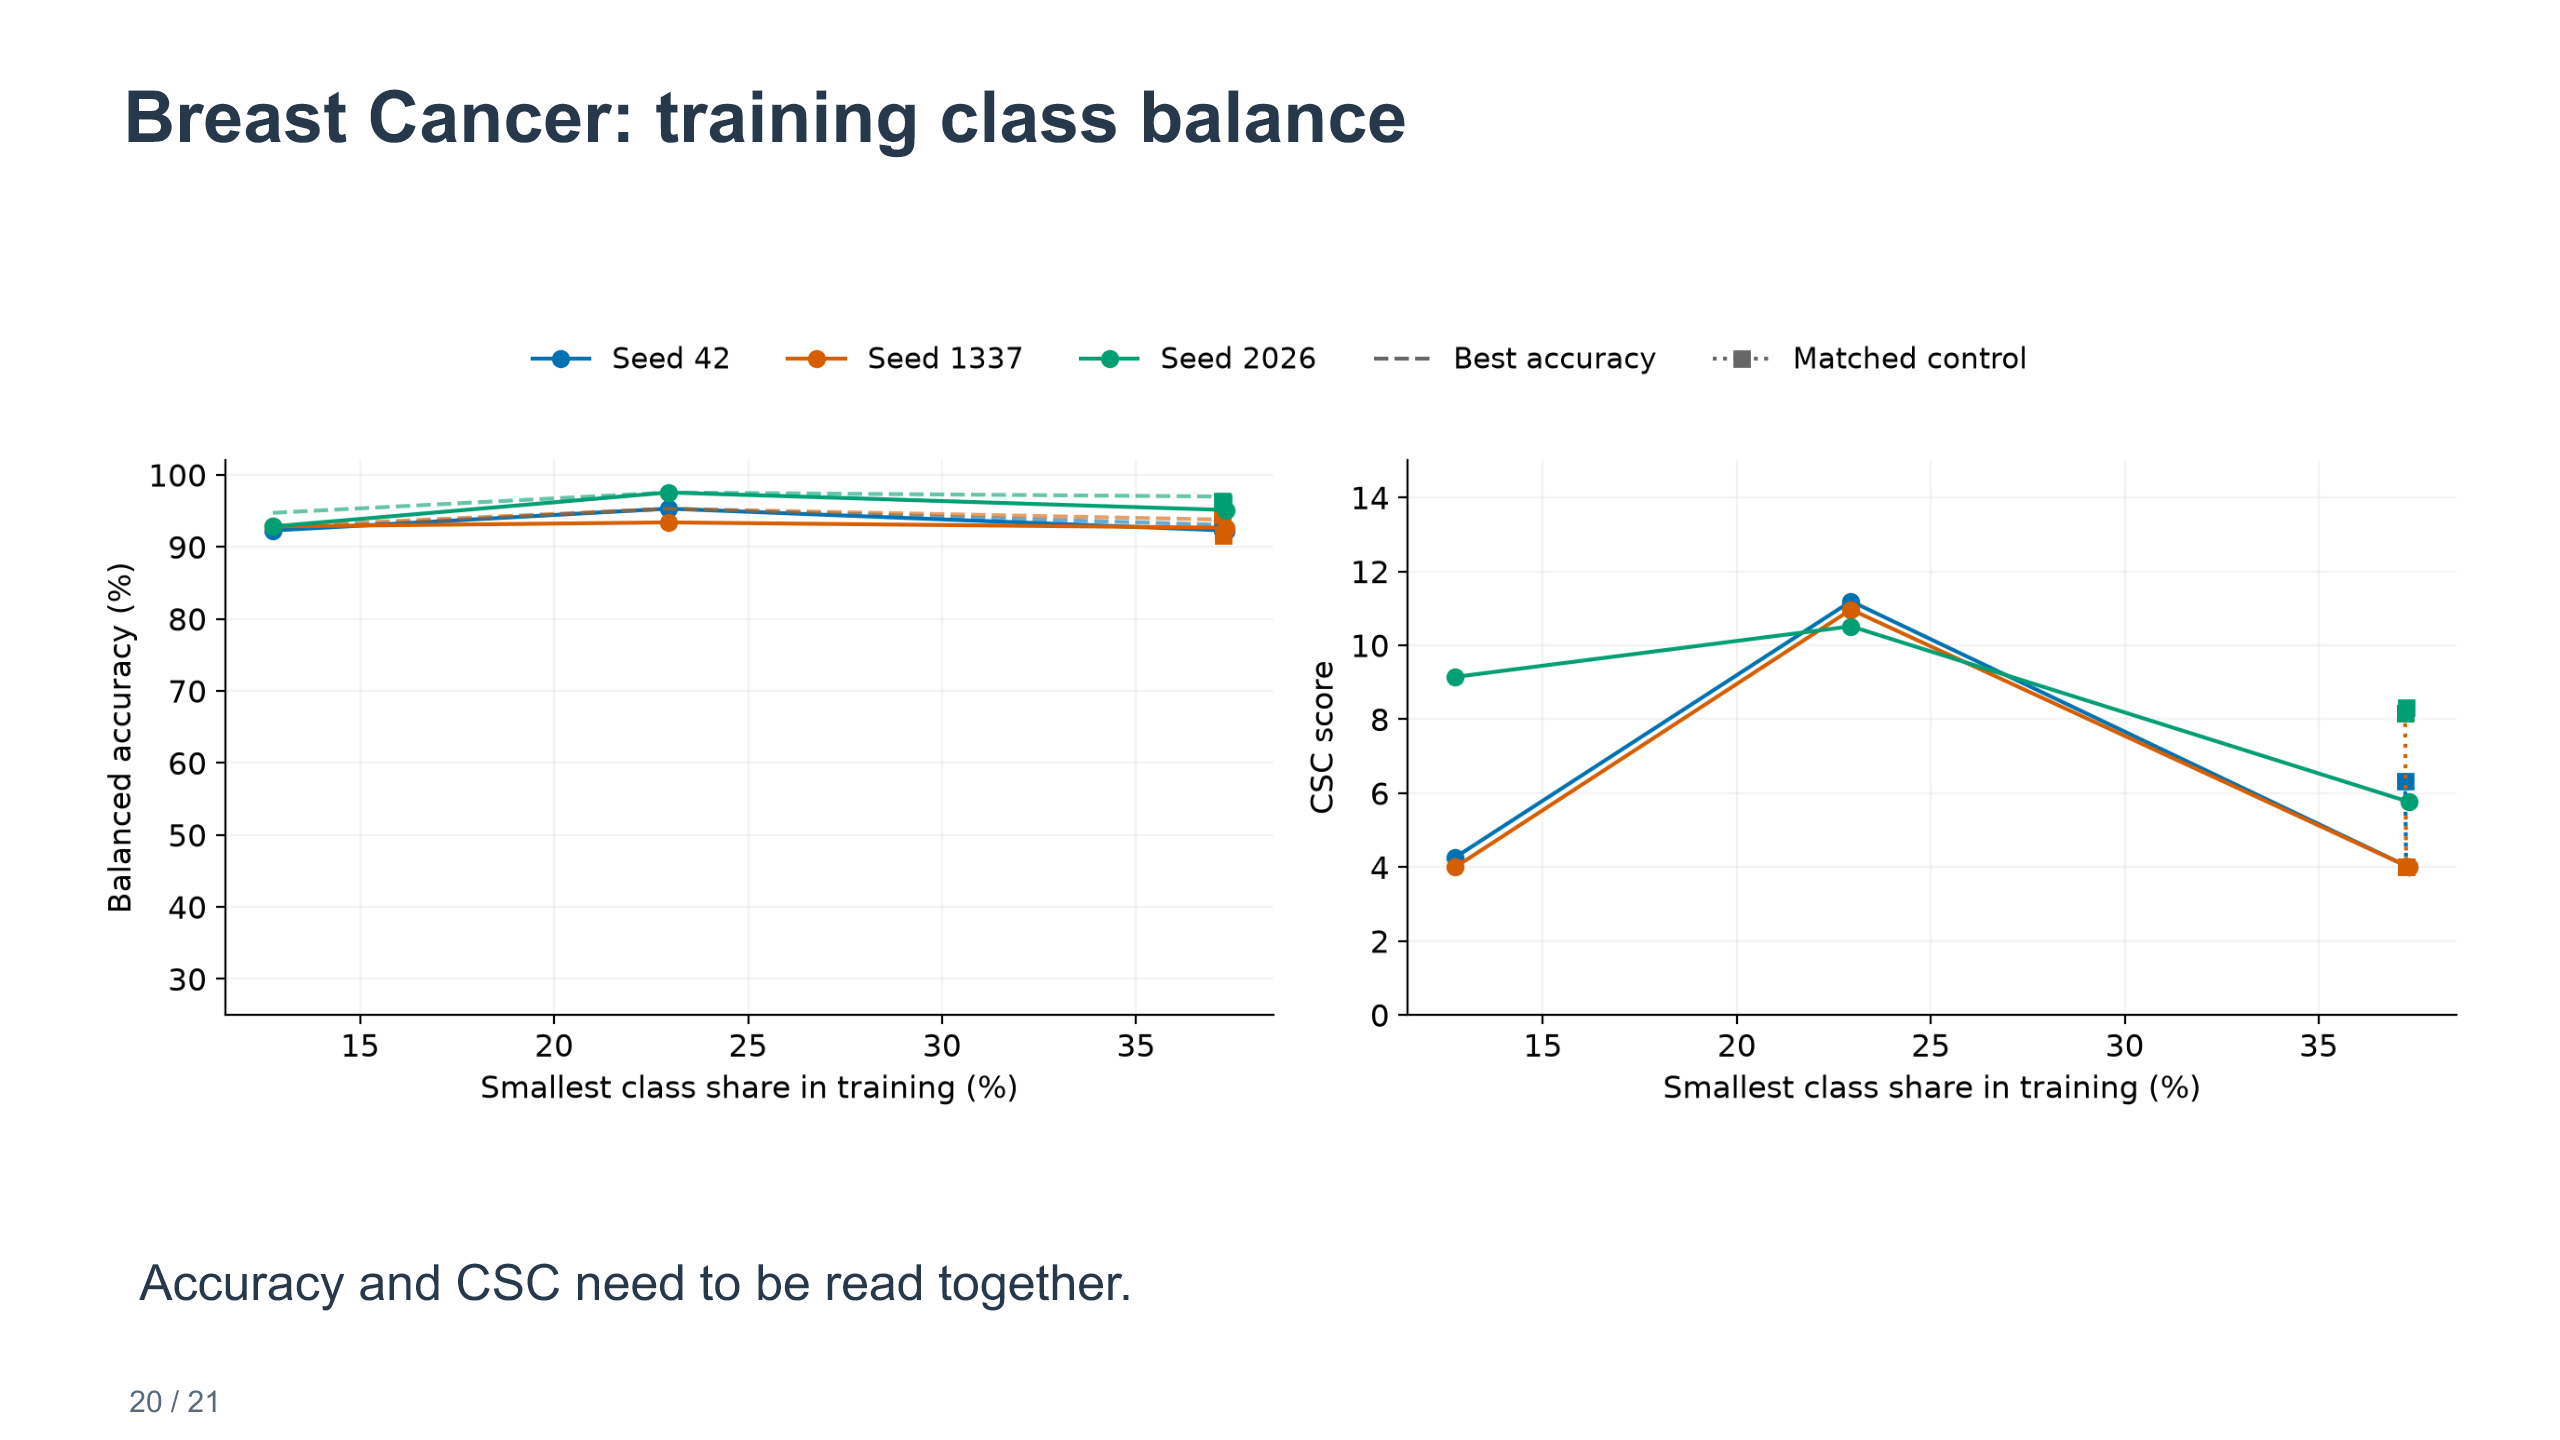 Breast Cancer: training class balance
Seed 42
Seed 1337
Seed 2026
Best accuracy
Matched control
Balanced accuracy (%)
100
90
80
70
60
50
40
30
15
20
25
30
35
Smallest class share in training (%)
CSC score
14
12
10
8
6
4
2
0
15
20
25
30
35
Smallest class share in training (%)
Accuracy and CSC need to be read together.
20 / 21